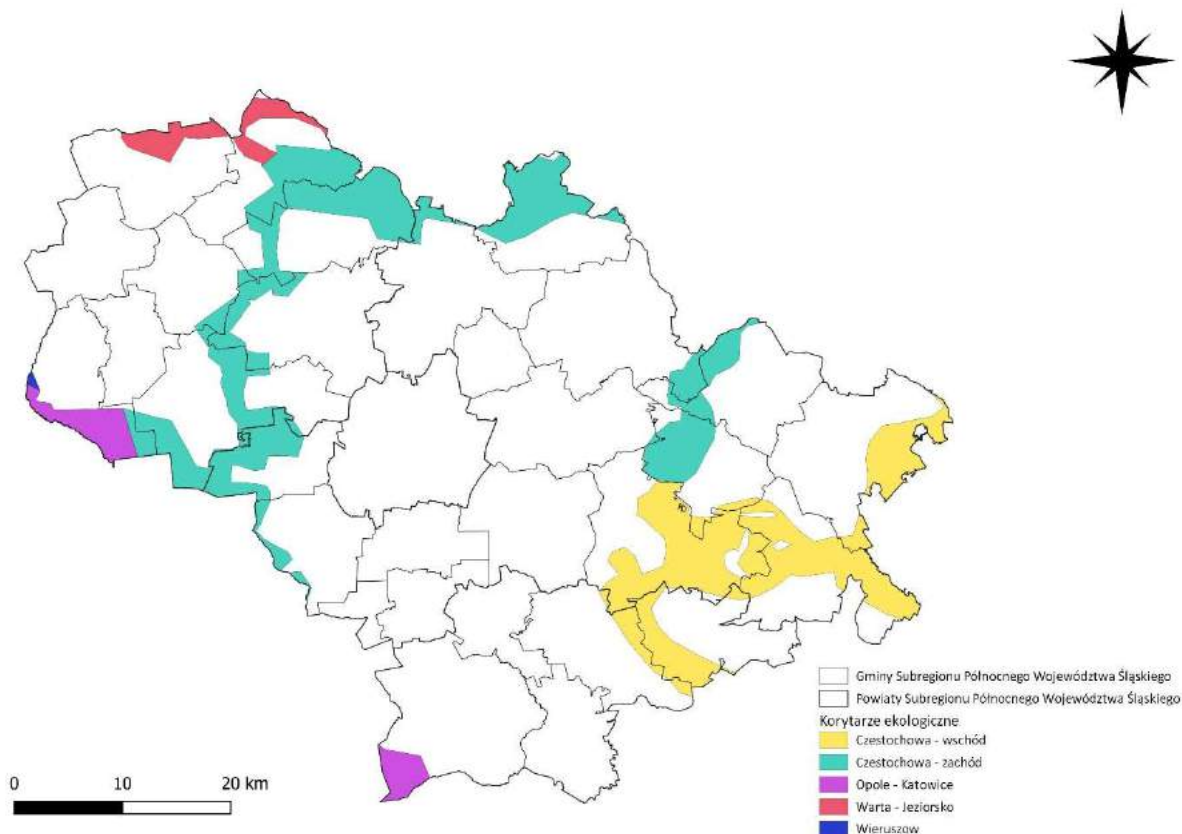 0 10 20 km
Gminy Subregionu Północnego Województwa Śląskiego
Powiaty Subregionu Północnego Województwa Śląskiego
Korytarze ekologiczne
Czestochowa - wschód
Czestochowa - zachód
Opole - Katowice
Warta - Jeziorsko
Wieruszow